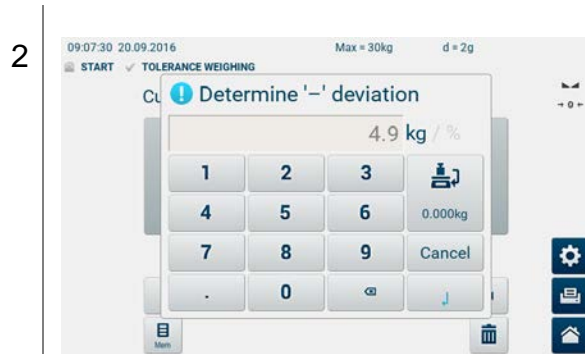 2
09:07:30 20.09.2016 Max = 30kg d = 2g
START TOLERANCE WEIGHING
Determine '–' deviation
4.9 kg / %
1 2 3
4 5 6 0.000kg
7 8 9 Cancel
. 0
Mem
→ 0 ←